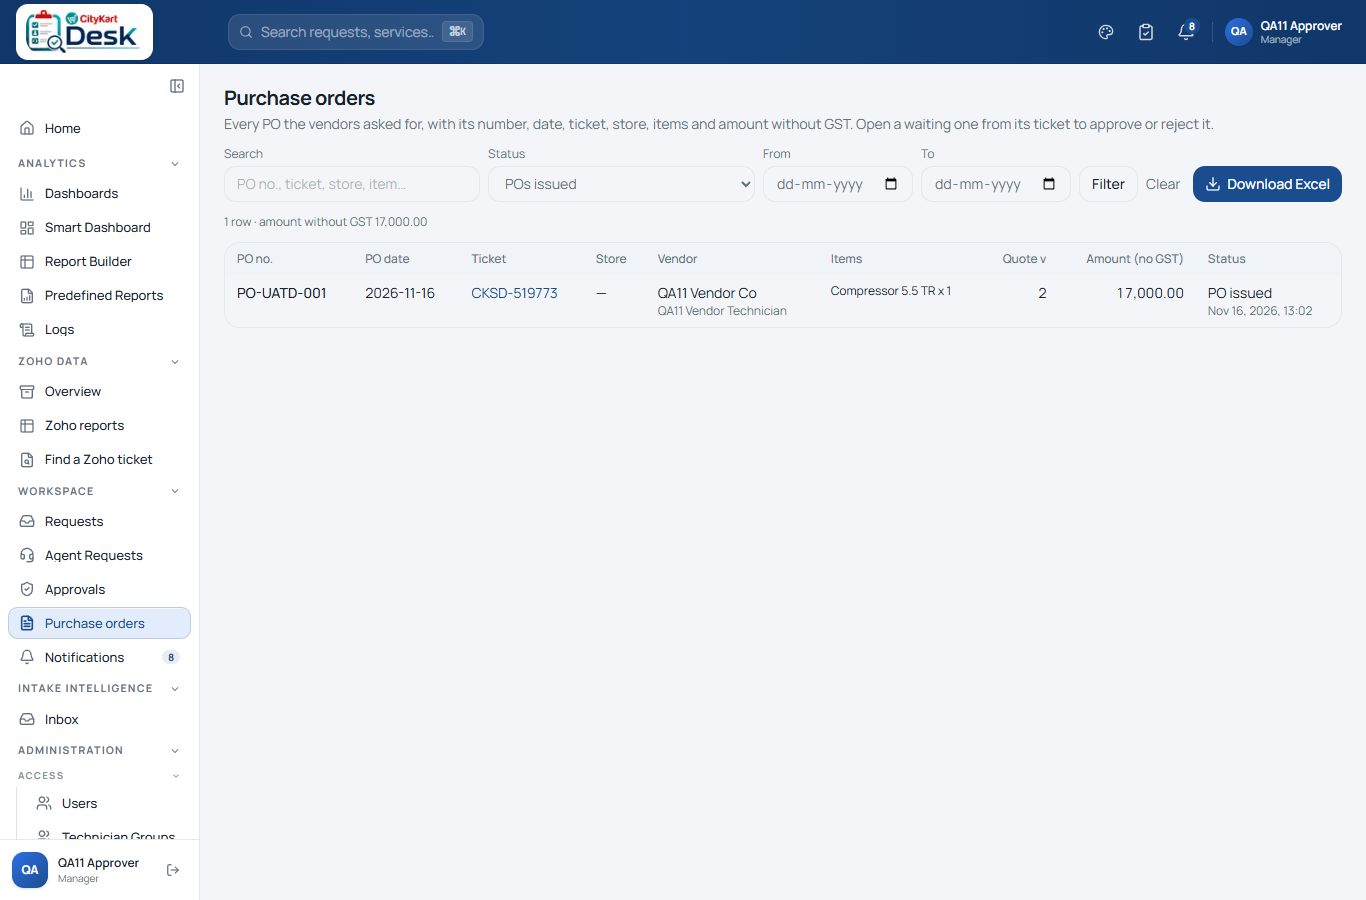 CityKart
Desk
Search requests, services..
⌘K
8
QA
QA11 Approver
Manager
Home
ANALYTICS
Dashboards
Smart Dashboard
Report Builder
Predefined Reports
Logs
ZOHO DATA
Overview
Zoho reports
Find a Zoho ticket
WORKSPACE
Requests
Agent Requests
Approvals
Purchase orders
Notifications
8
INTAKE INTELLIGENCE
Inbox
ADMINISTRATION
ACCESS
Users
Technician Groups
QA
QA11 Approver
Manager
Purchase orders
Every PO the vendors asked for, with its number, date, ticket, store, items and amount without GST. Open a waiting one from its ticket to approve or reject it.
Search
Status
From
To
PO no., ticket, store, item...
POs issued
dd-mm-yyyy
dd-mm-yyyy
Filter
Clear
Download Excel
1 row · amount without GST 17,000.00
PO no. PO date Ticket Store Vendor Items Quote v Amount (no GST) Status
PO-UATD-001 2026-11-16 CKSD-519773 — QA11 Vendor Co Compressor 5.5 TR x 1 2 17,000.00 PO issued
QA11 Vendor Technician Nov 16, 2026, 13:02